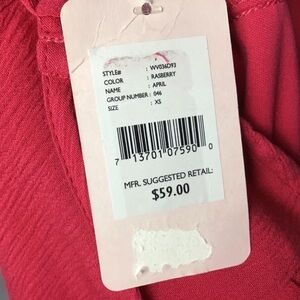 STYLE# : WV036D93
COLOR : RASBERRY
NAME : APRIL
GROUP NUMBER : 046
SIZE : XS
7 13701 07590 0
MFR. SUGGESTED RETAIL:
$59.00